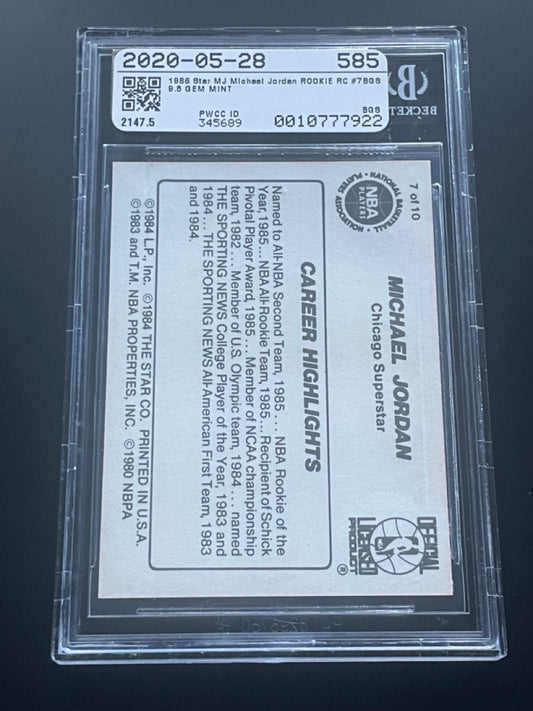 2020-05-28 585
1986 Star MJ Michael Jordan ROOKIE RC #7BGS
9.5 GEM MINT
2147.5
PWCC ID
345689
BGS
0010777922
BECKETT
7 of 10
NATIONAL BASKETBALL
PLAYERS
ASSOCIATION
NBA
PLAYERS
MICHAEL JORDAN
Chicago Superstar
OFFICIAL
LICENSED
PRODUCT
®
CAREER HIGHLIGHTS
Named to All-NBA Second Team, 1985 . . . NBA Rookie of the
Year, 1985 . . . NBA All-Rookie Team, 1985 . . . Recipient of Schick
Pivotal Player Award, 1985 . . . Member of NCAA championship
team, 1982 . . . Member of U.S. Olympic team, 1984 . . . named
THE SPORTING NEWS College Player of the Year, 1983 and
1984 . . . THE SPORTING NEWS All-American First Team, 1983
and 1984.
©1984 L.P., Inc. ©1984 THE STAR CO. PRINTED IN U.S.A.
©1983 and T.M. NBA PROPERTIES, INC. ©1980 NBPA